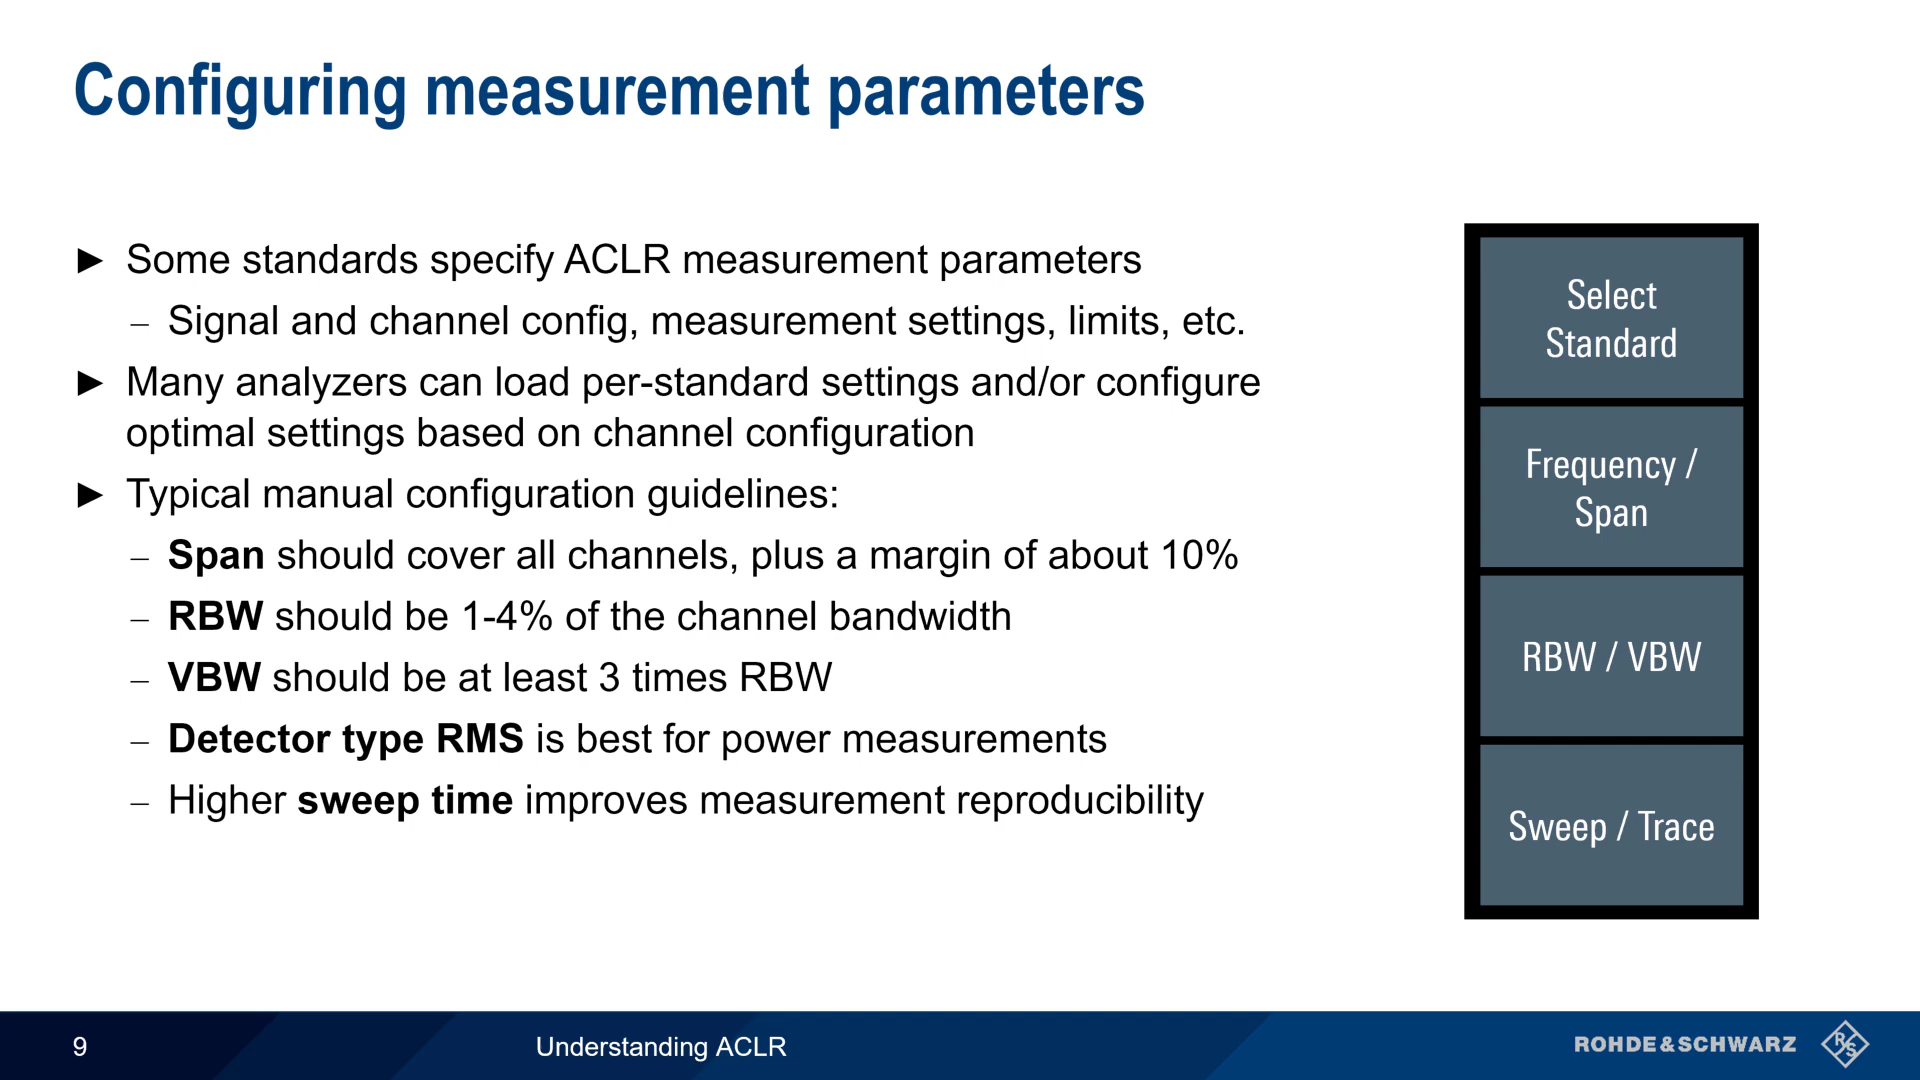 Configuring measurement parameters
► Some standards specify ACLR measurement parameters
– Signal and channel config, measurement settings, limits, etc.
► Many analyzers can load per-standard settings and/or configure
optimal settings based on channel configuration
► Typical manual configuration guidelines:
– Span should cover all channels, plus a margin of about 10%
– RBW should be 1-4% of the channel bandwidth
– VBW should be at least 3 times RBW
– Detector type RMS is best for power measurements
– Higher sweep time improves measurement reproducibility
Select
Standard
Frequency /
Span
RBW / VBW
Sweep / Trace
9
Understanding ACLR
ROHDE&SCHWARZ
R
S